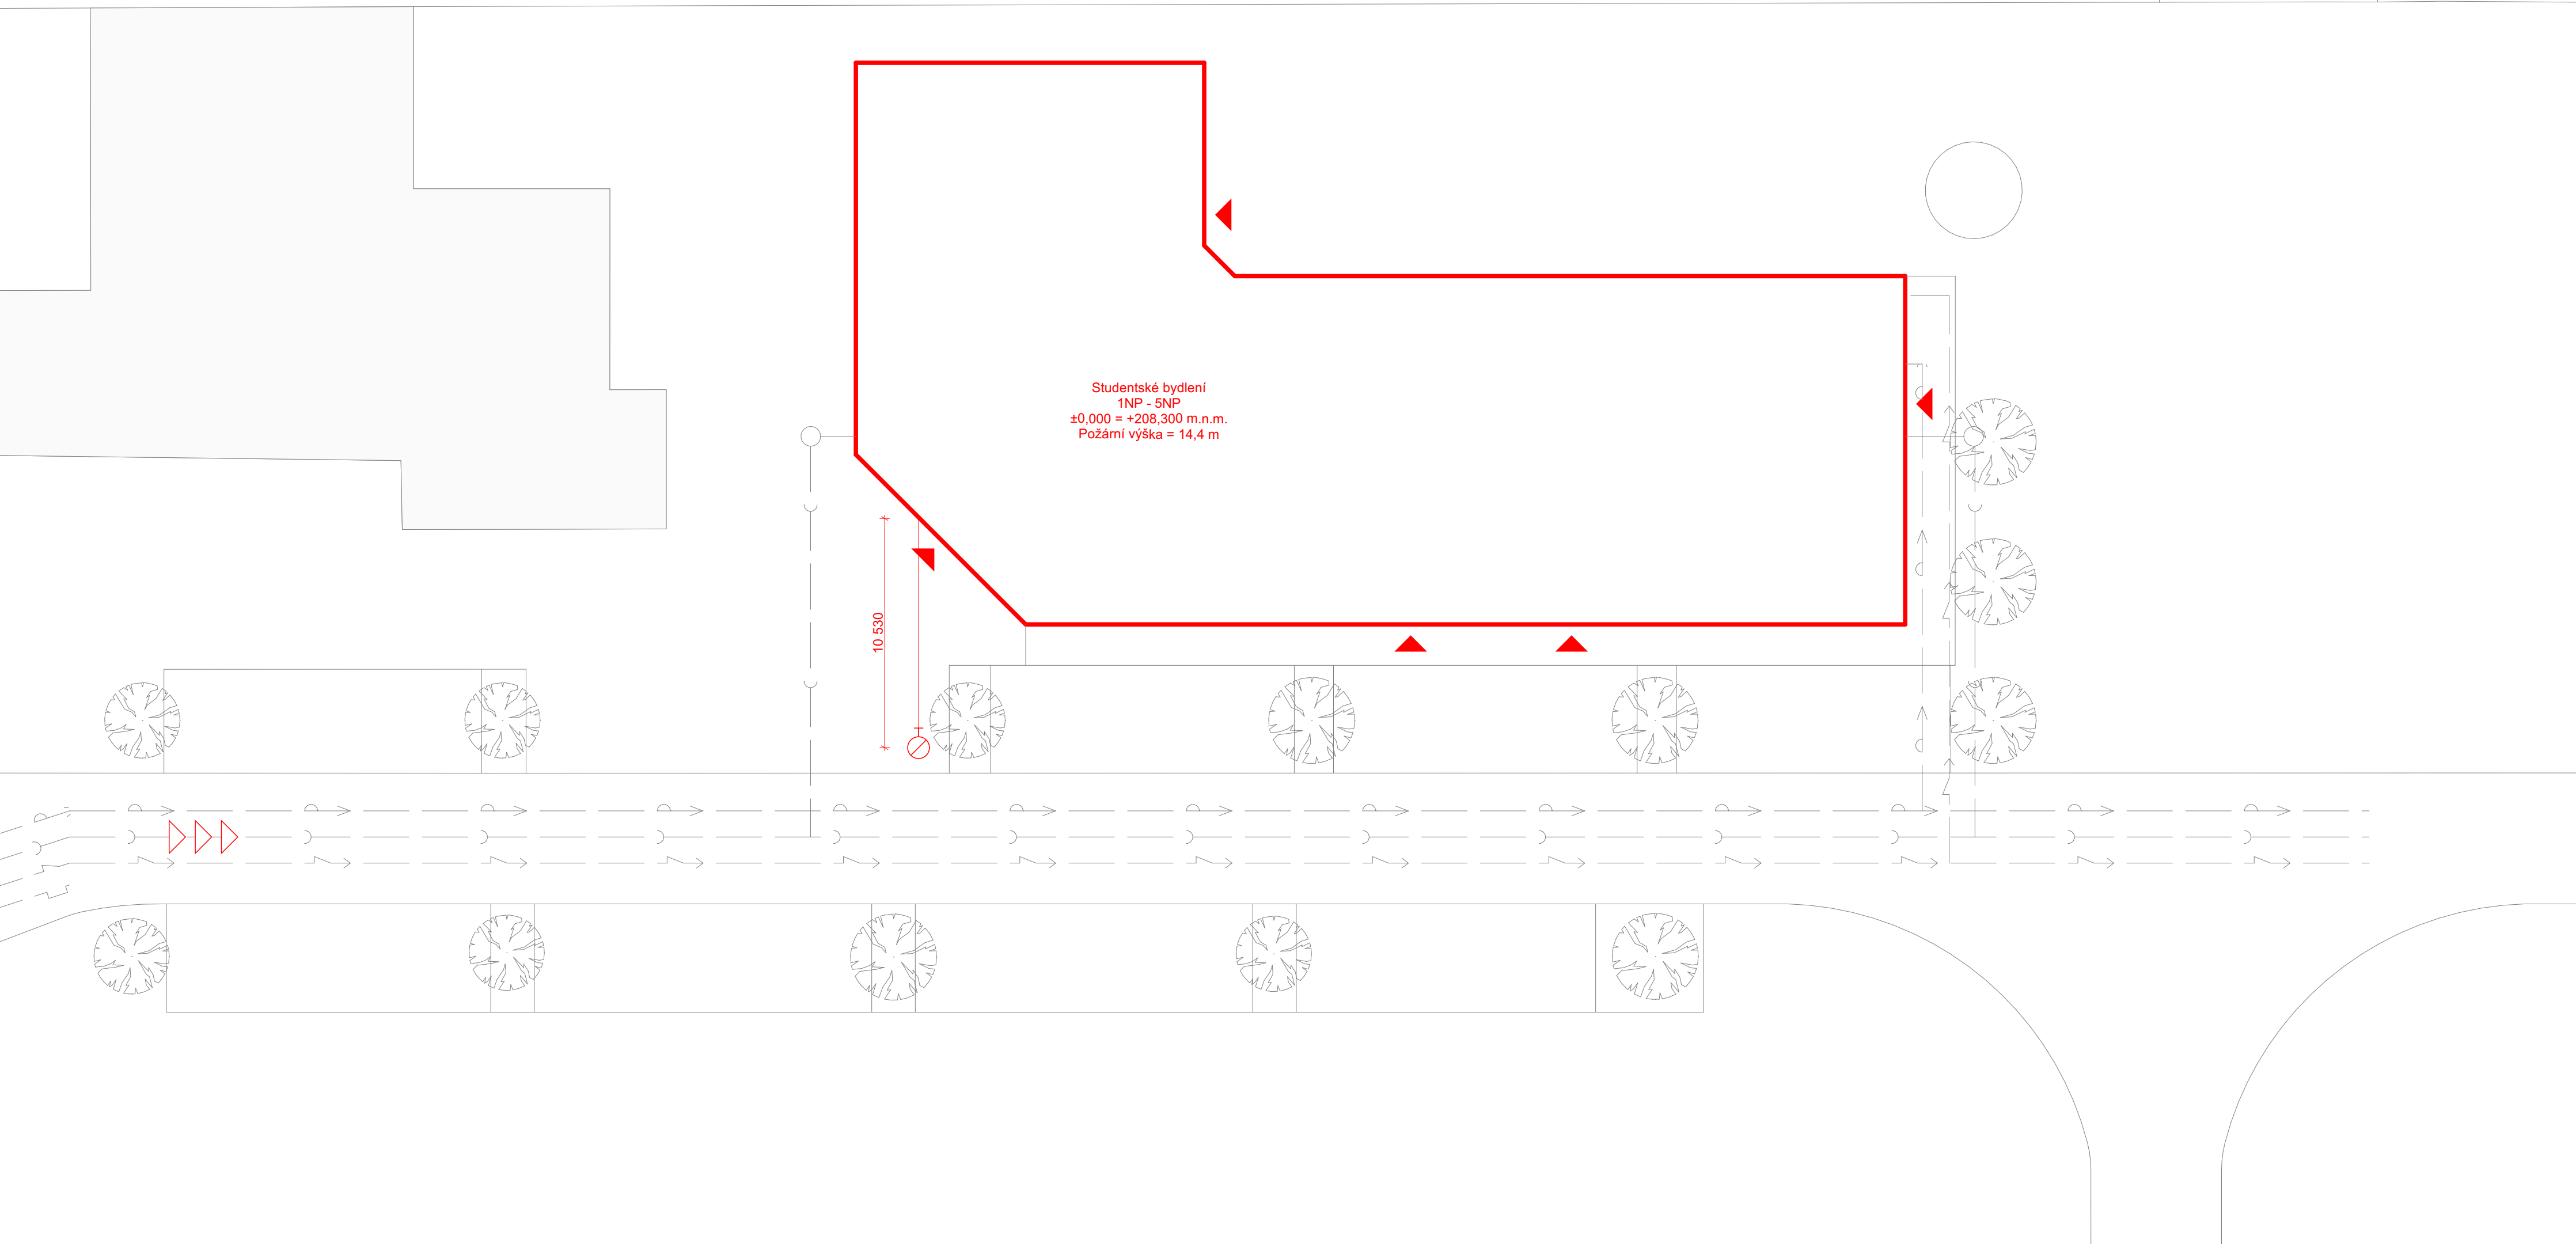 Studentské bydlení
1NP - 5NP
±0,000 = +208,300 m.n.m.
Požární výška = 14,4 m
10 530